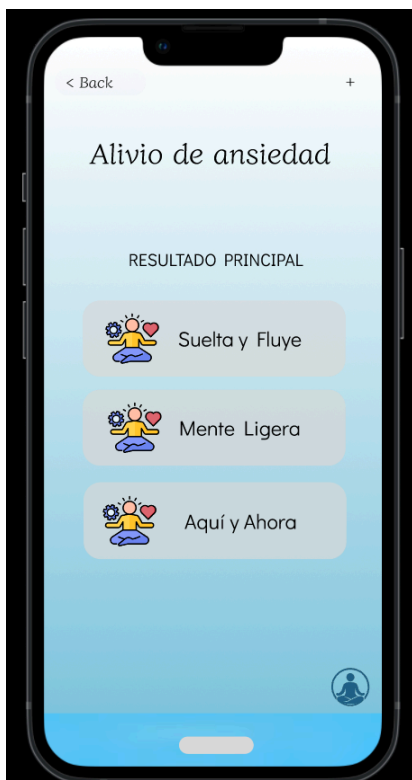 < Back
+
Alivio de ansiedad
RESULTADO PRINCIPAL
Suelta y Fluye
Mente Ligera
Aquí y Ahora